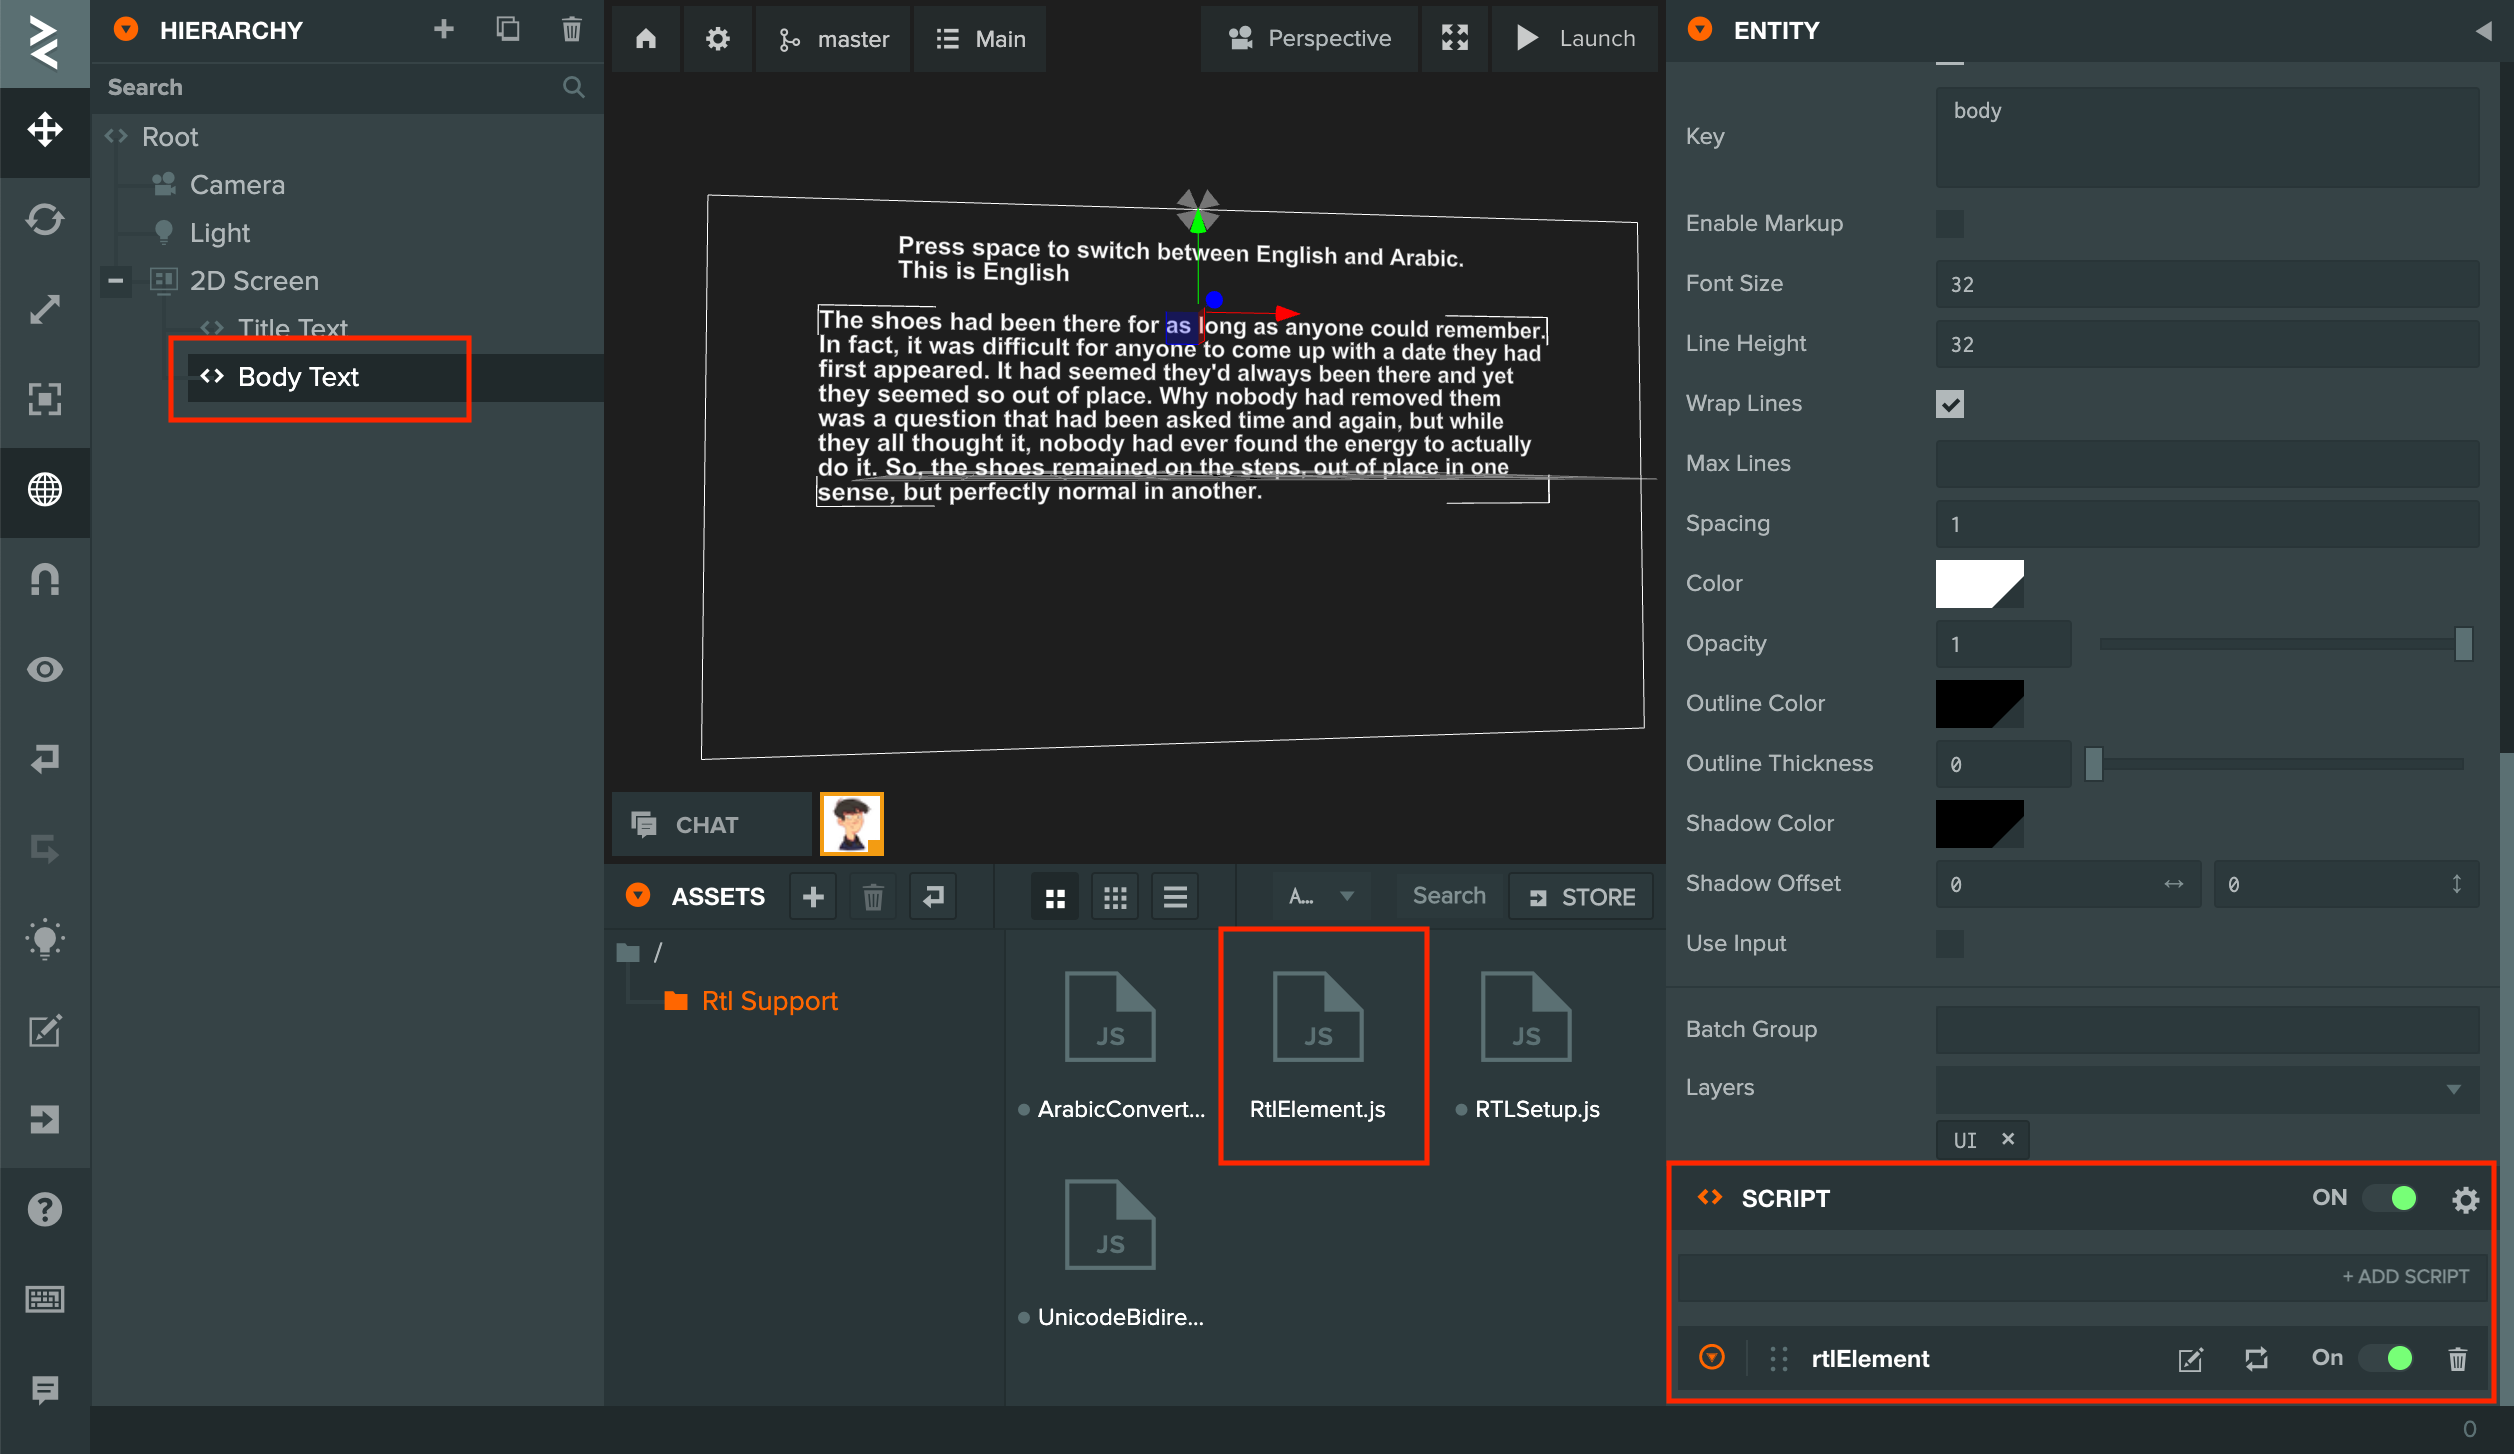 HIERARCHY
Search
Root
Camera
Light
2D Screen
Title Text
Body Text
master
Main
Perspective
Launch
Press space to switch between English and Arabic.
This is English
The shoes had been there for as long as anyone could remember.
In fact, it was difficult for anyone to come up with a date they had
first appeared. It had seemed they'd always been there and yet
they seemed so out of place. Why nobody had removed them
was a question that had been asked time and again, but while
they all thought it, nobody had ever found the energy to actually
do it. So, the shoes remained on the steps, out of place in one
sense, but perfectly normal in another.
CHAT
ASSETS
A...
Search
STORE
/
Rtl Support
JS
ArabicConvert...
JS
RtlElement.js
JS
RTLSetup.js
JS
UnicodeBidire...
ENTITY
Key
body
Enable Markup
Font Size
32
Line Height
32
Wrap Lines
Max Lines
Spacing
1
Color
Opacity
1
Outline Color
Outline Thickness
0
Shadow Color
Shadow Offset
0
0
Use Input
Batch Group
Layers
UI ×
SCRIPT
ON
+ ADD SCRIPT
rtlElement
On
0